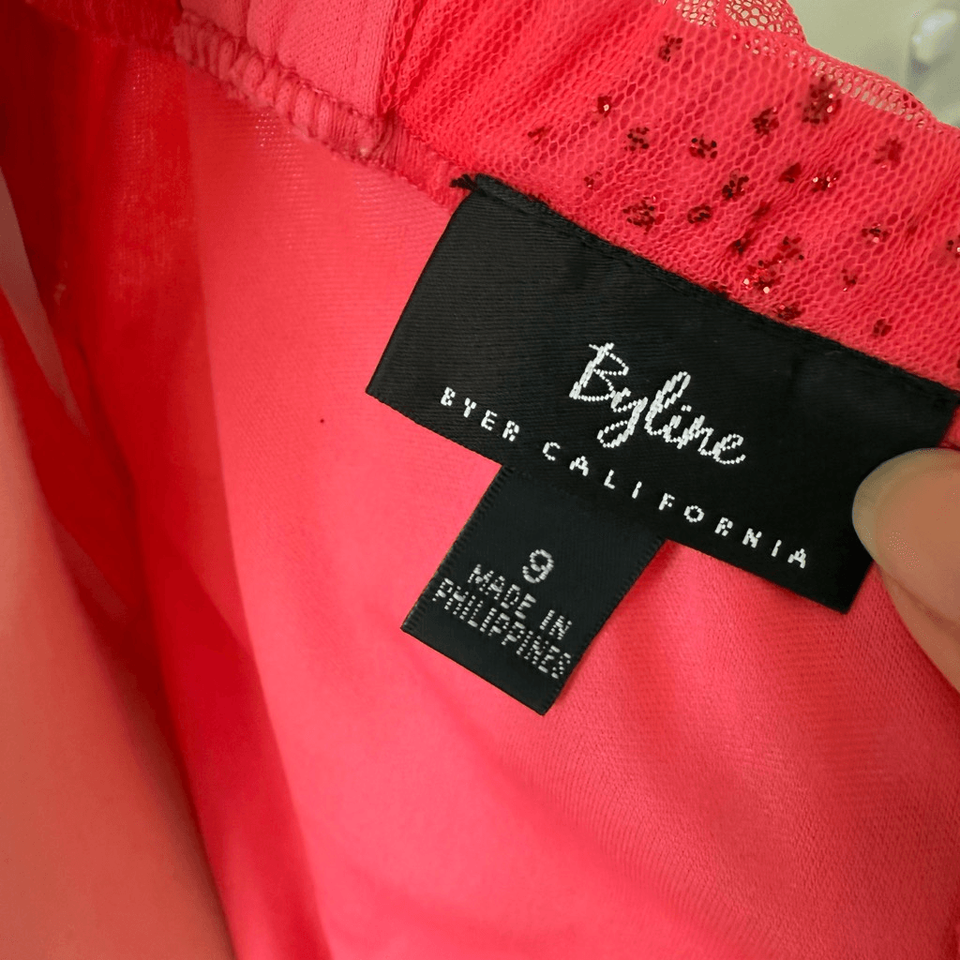 Byline
BYER CALIFORNIA
9
MADE IN
PHILIPPINES